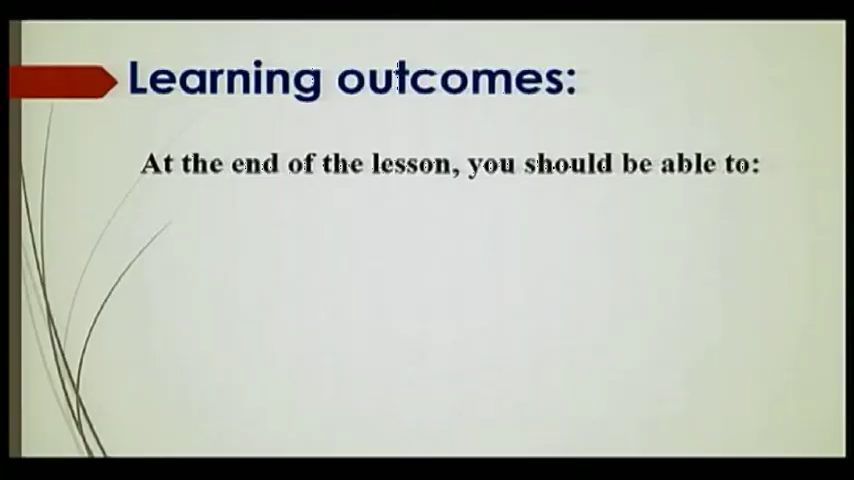 Learning outcomes:
At the end of the lesson, you should be able to: